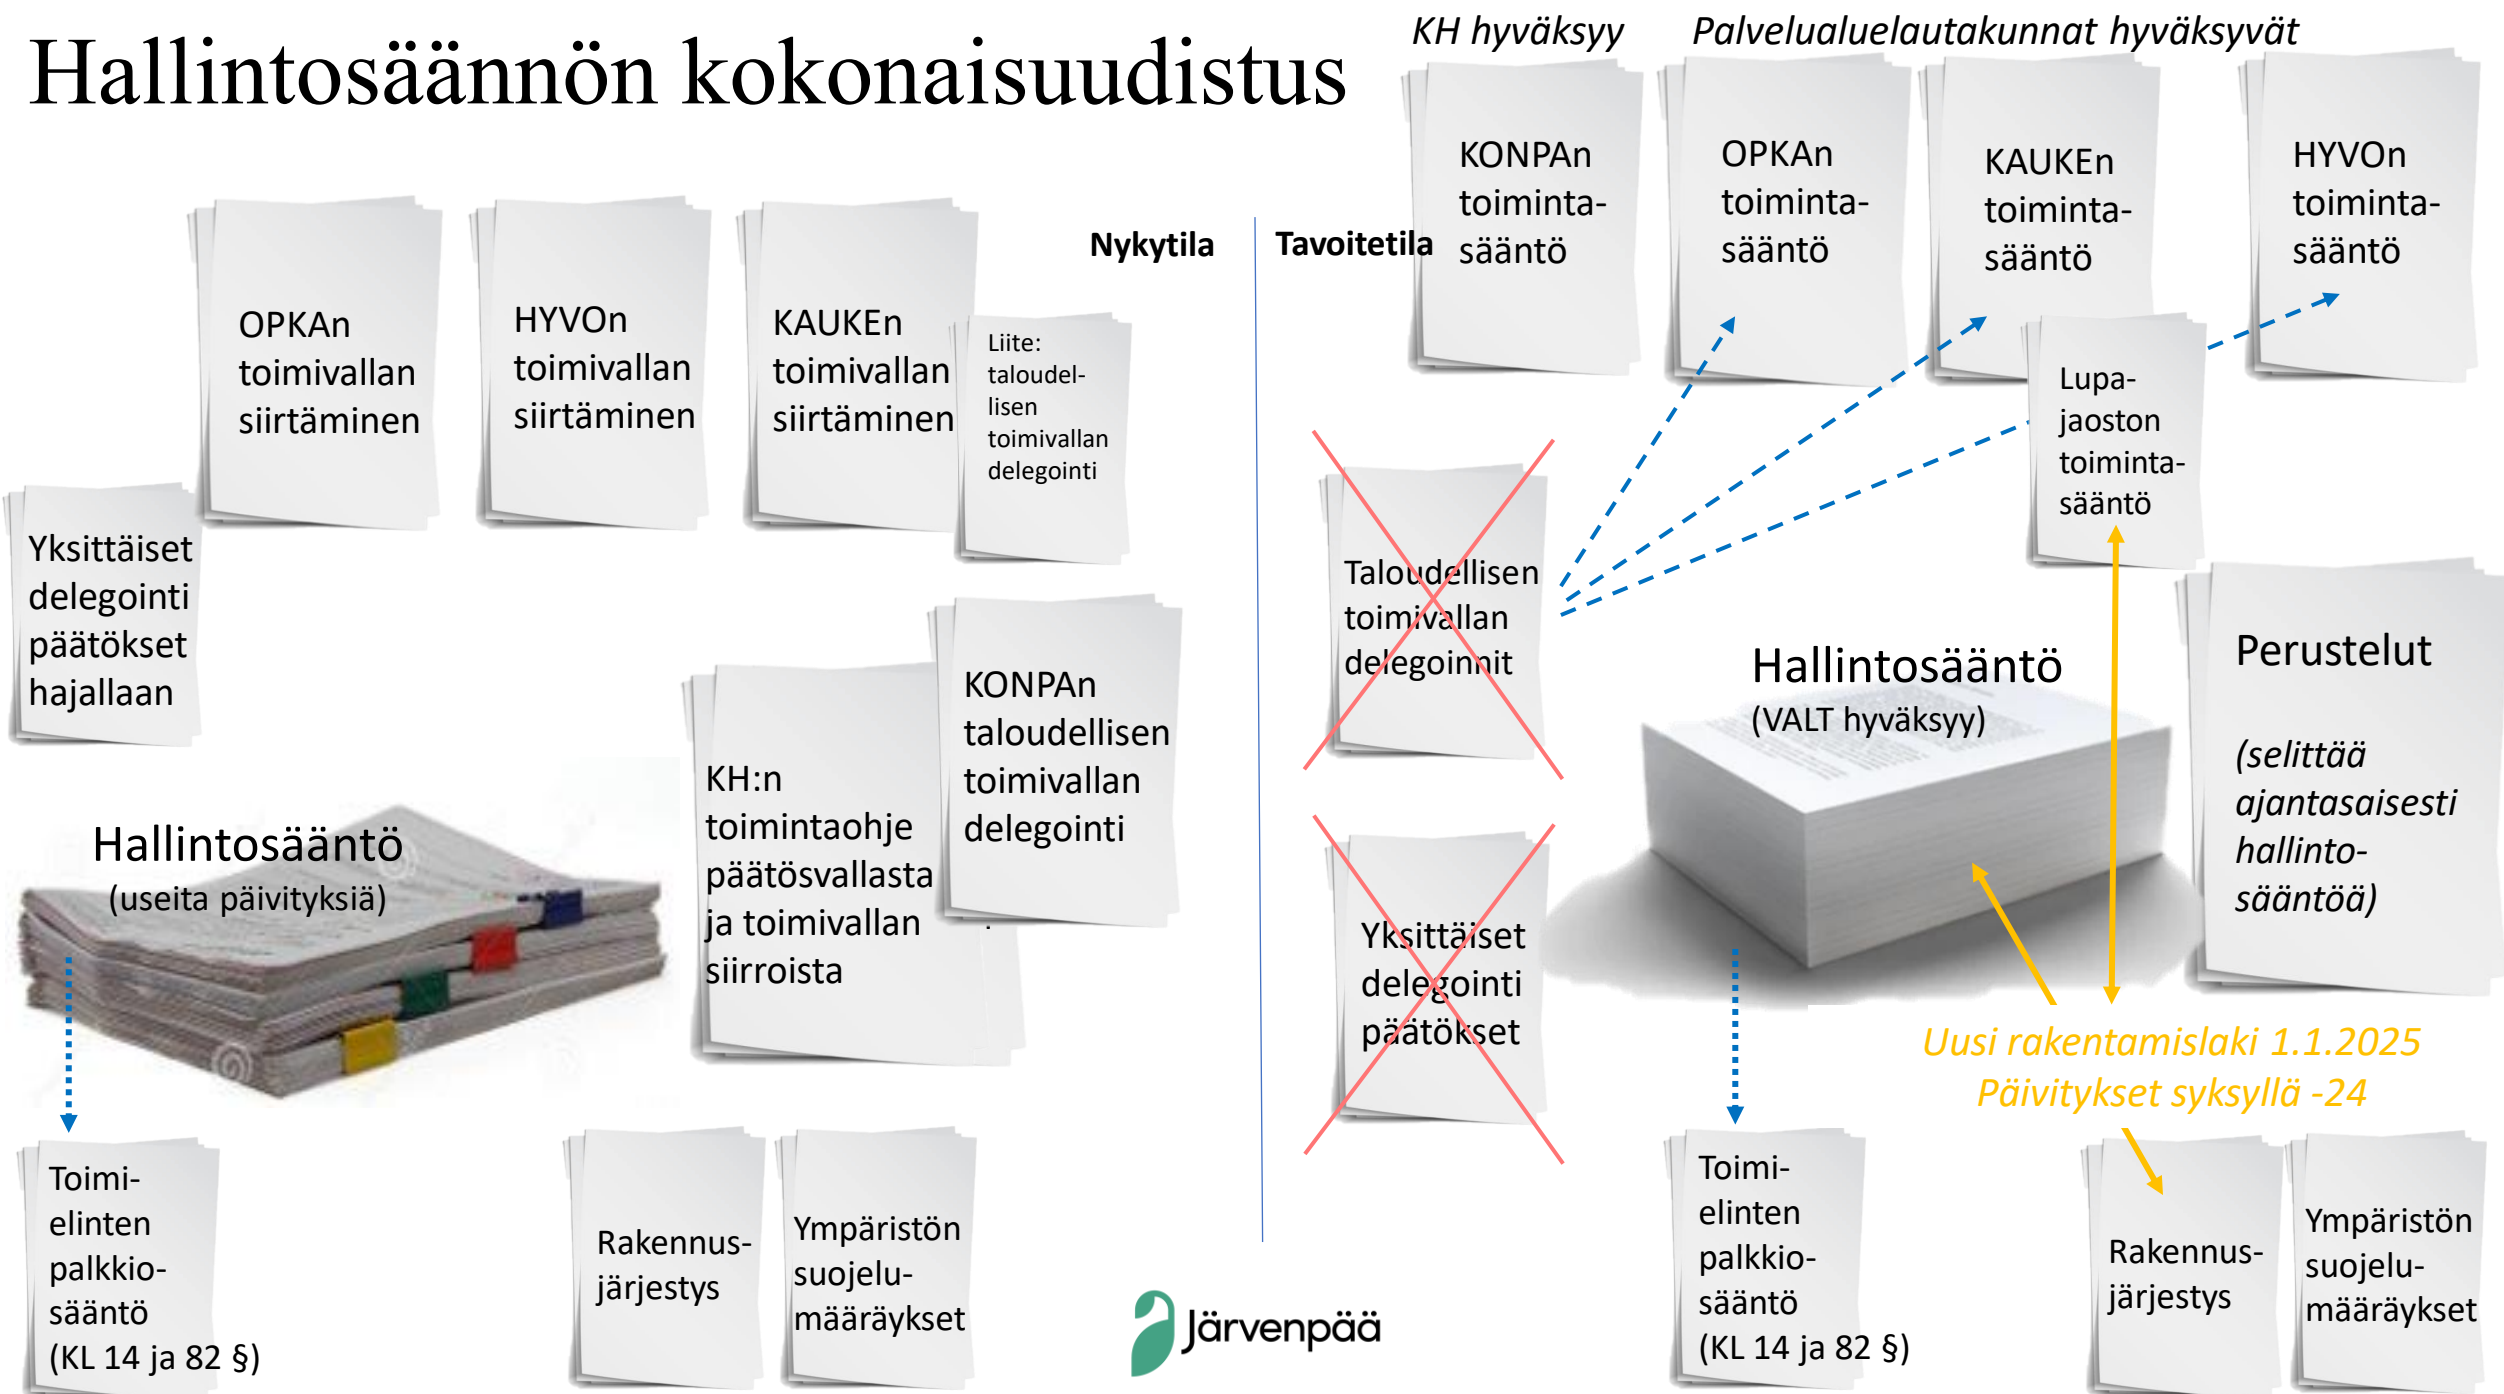 Hallintosäännön kokonaisuudistus
KH hyväksyy
Palvelualuelautakunnat hyväksyvät
Nykytila
Tavoitetila
OPKAn
toimivallan
siirtäminen
HYVOn
toimivallan
siirtäminen
KAUKEn
toimivallan
siirtäminen
Liite:
taloudel-
lisen
toimivallan
delegointi
Yksittäiset
delegointi
päätökset
hajallaan
KONPAn
taloudellisen
toimivallan
delegointi
KH:n
toimintaohje
päätösvallasta
ja toimivallan
siirroista
Hallintosääntö
(useita päivityksiä)
Toimi-
elinten
palkkio-
sääntö
(KL 14 ja 82 §)
Rakennus-
järjestys
Ympäristön
suojelu-
määräykset
KONPAn
toiminta-
sääntö
OPKAn
toiminta-
sääntö
KAUKEn
toiminta-
sääntö
HYVOn
toiminta-
sääntö
Lupa-
jaoston
toiminta-
sääntö
Taloudellisen
toimivallan
delegoinnit
Yksittäiset
delegointi
päätökset
Hallintosääntö
(VALT hyväksyy)
Perustelut
(selittää
ajantasaisesti
hallinto-
sääntöä)
Uusi rakentamislaki 1.1.2025
Päivitykset syksyllä -24
Toimi-
elinten
palkkio-
sääntö
(KL 14 ja 82 §)
Rakennus-
järjestys
Ympäristön
suojelu-
määräykset
Järvenpää